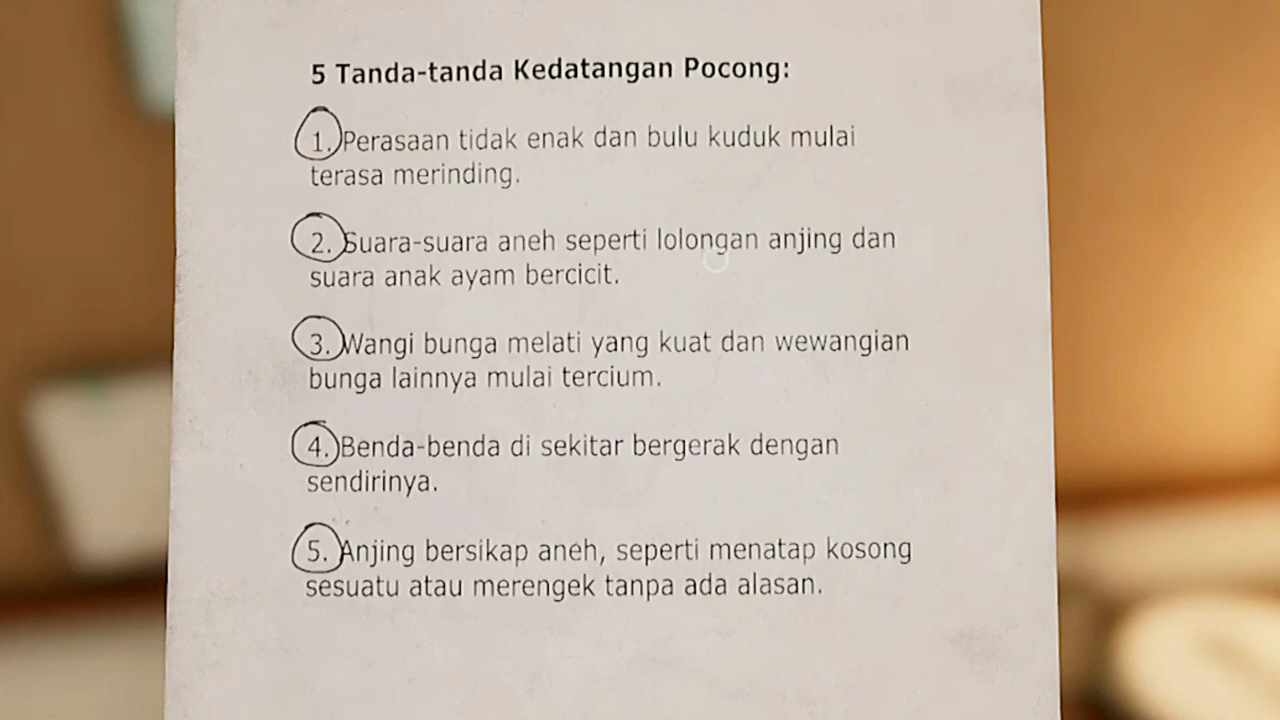 5 Tanda-tanda Kedatangan Pocong:
1. Perasaan tidak enak dan bulu kuduk mulai
terasa merinding.
2. Suara-suara aneh seperti lolongan anjing dan
suara anak ayam bercicit.
3. Wangi bunga melati yang kuat dan wewangian
bunga lainnya mulai tercium.
4. Benda-benda di sekitar bergerak dengan
sendirinya.
5. Anjing bersikap aneh, seperti menatap kosong
sesuatu atau merengek tanpa ada alasan.